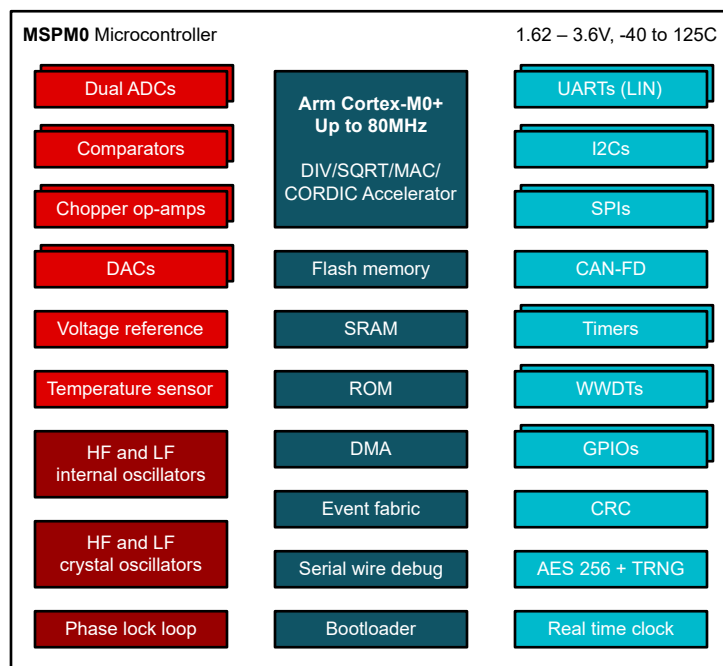 MSPM0 Microcontroller
1.62 – 3.6V, -40 to 125C
Dual ADCs
Comparators
Chopper op-amps
DACs
Voltage reference
Temperature sensor
HF and LF
internal oscillators
HF and LF
crystal oscillators
Phase lock loop
Arm Cortex-M0+
Up to 80MHz
DIV/SQRT/MAC/
CORDIC Accelerator
Flash memory
SRAM
ROM
DMA
Event fabric
Serial wire debug
Bootloader
UARTs (LIN)
I2Cs
SPIs
CAN-FD
Timers
WWDTs
GPIOs
CRC
AES 256 + TRNG
Real time clock